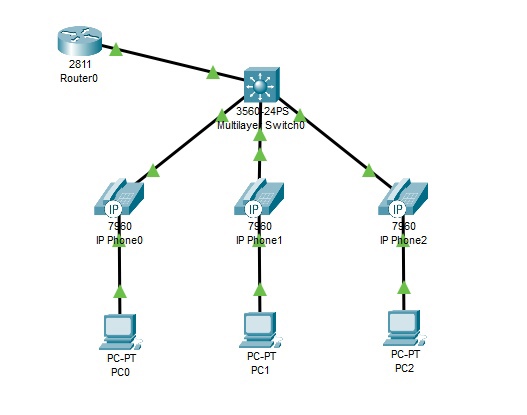 2811
Router0
3560-24PS
Multilayer Switch0
IP
7960
IP Phone0
IP
7960
IP Phone1
IP
7960
IP Phone2
PC-PT
PC0
PC-PT
PC1
PC-PT
PC2